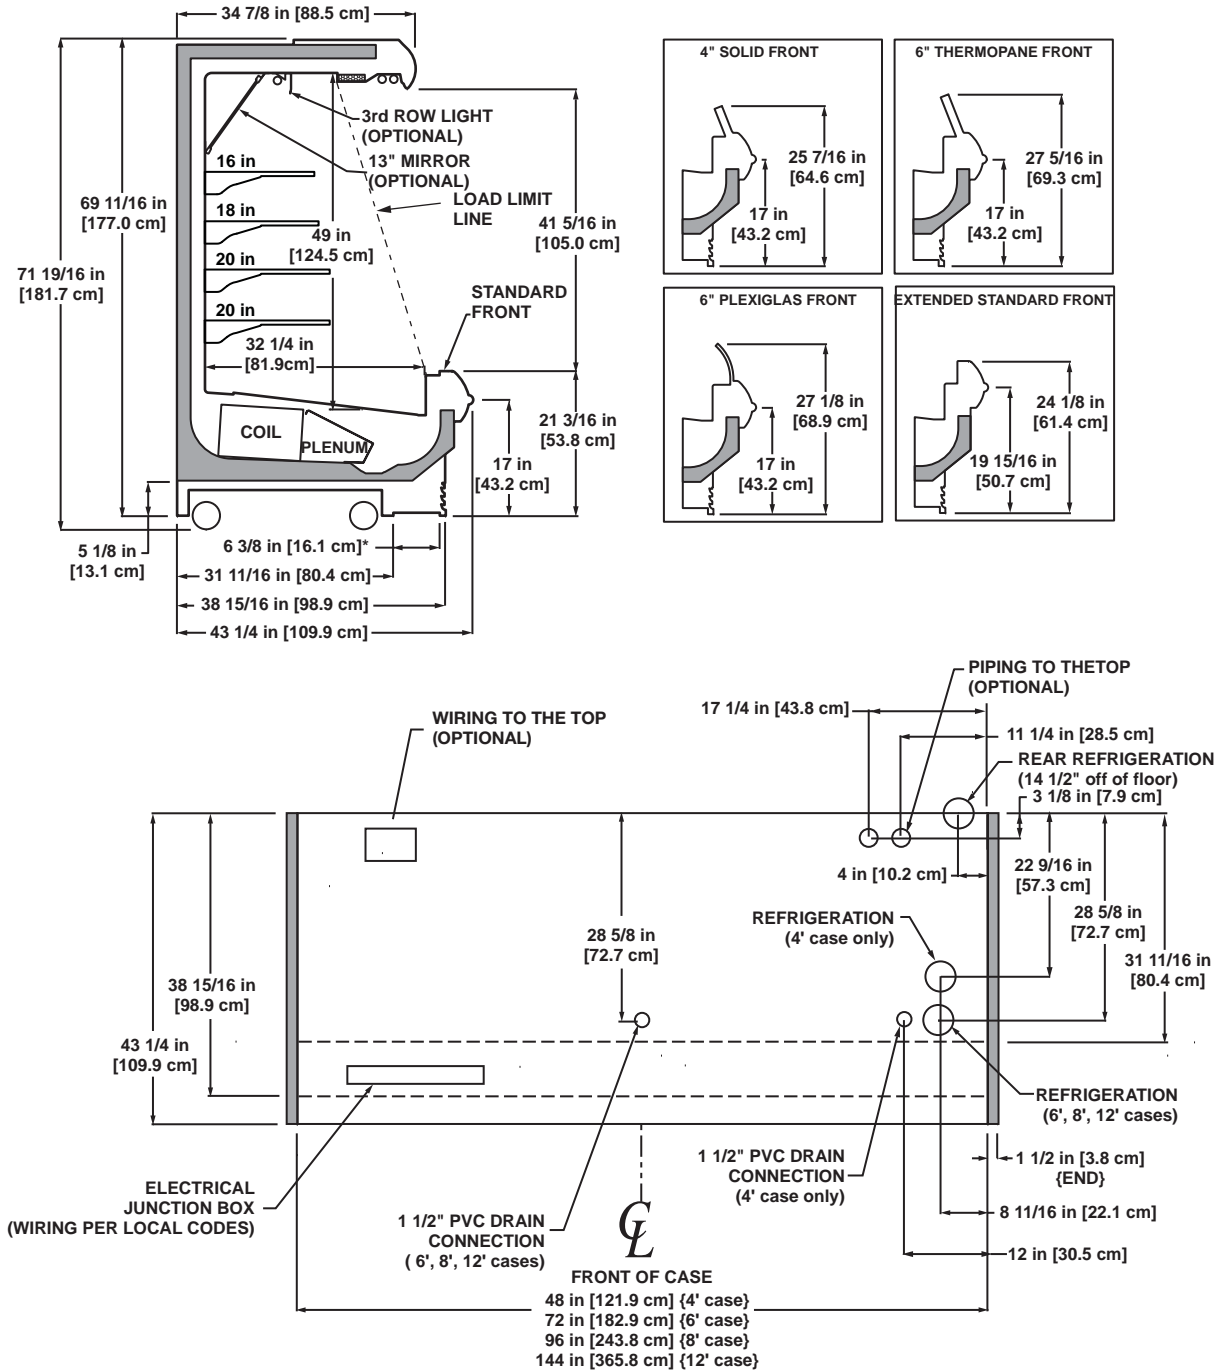 34 7/8 in [88.5 cm]
3rd ROW LIGHT
(OPTIONAL)
13" MIRROR
(OPTIONAL)
16 in
18 in
20 in
20 in
LOAD LIMIT
LINE
49 in
[124.5 cm]
69 11/16 in
[177.0 cm]
71 19/16 in
[181.7 cm]
41 5/16 in
[105.0 cm]
STANDARD
FRONT
32 1/4 in
[81.9cm]
COIL
PLENUM
21 3/16 in
[53.8 cm]
17 in
[43.2 cm]
5 1/8 in
[13.1 cm]
6 3/8 in [16.1 cm]*
31 11/16 in [80.4 cm]
38 15/16 in [98.9 cm]
43 1/4 in [109.9 cm]
4" SOLID FRONT
25 7/16 in
[64.6 cm]
17 in
[43.2 cm]
6" THERMOPANE FRONT
27 5/16 in
[69.3 cm]
17 in
[43.2 cm]
6" PLEXIGLAS FRONT
27 1/8 in
[68.9 cm]
17 in
[43.2 cm]
EXTENDED STANDARD FRONT
24 1/8 in
[61.4 cm]
19 15/16 in
[50.7 cm]
PIPING TO THETOP
(OPTIONAL)
17 1/4 in [43.8 cm]
WIRING TO THE TOP
(OPTIONAL)
11 1/4 in [28.5 cm]
REAR REFRIGERATION
(14 1/2" off of floor)
3 1/8 in [7.9 cm]
4 in [10.2 cm]
22 9/16 in
[57.3 cm]
28 5/8 in
[72.7 cm]
31 11/16 in
[80.4 cm]
REFRIGERATION
(4' case only)
28 5/8 in
[72.7 cm]
38 15/16 in
[98.9 cm]
43 1/4 in
[109.9 cm]
REFRIGERATION
(6', 8', 12' cases)
1 1/2" PVC DRAIN
CONNECTION
(4' case only)
1 1/2 in [3.8 cm]
{END}
8 11/16 in [22.1 cm]
12 in [30.5 cm]
ELECTRICAL
JUNCTION BOX
(WIRING PER LOCAL CODES)
1 1/2" PVC DRAIN
CONNECTION
( 6', 8', 12' cases)
CL
FRONT OF CASE
48 in [121.9 cm] {4' case}
72 in [182.9 cm] {6' case}
96 in [243.8 cm] {8' case}
144 in [365.8 cm] {12' case}